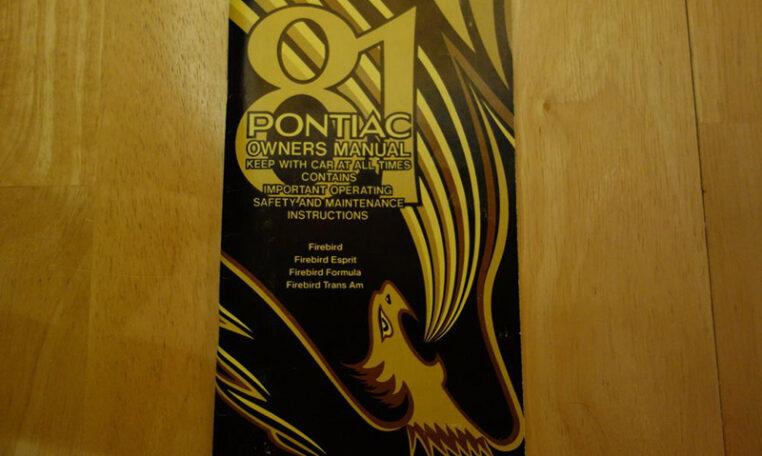 81
PONTIAC
OWNERS MANUAL
KEEP WITH CAR AT ALL TIMES
CONTAINS
IMPORTANT OPERATING
SAFETY AND MAINTENANCE
INSTRUCTIONS
Firebird
Firebird Esprit
Firebird Formula
Firebird Trans Am